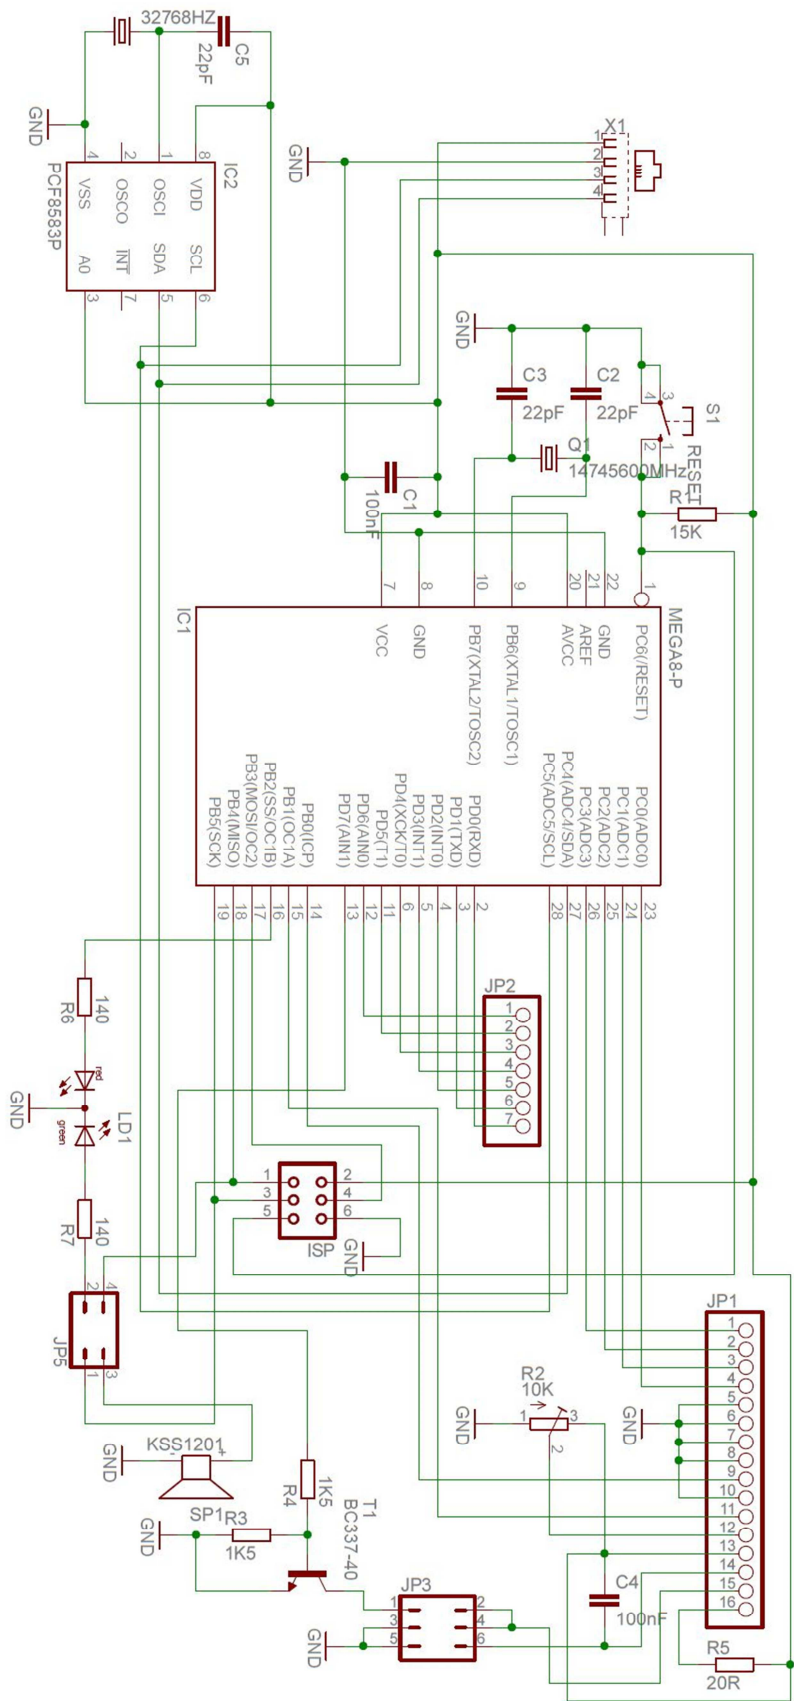 32768HZ
C5
22pF
GND
IC2
PCF8583P
4
2
1
8
VSS
OSCO
OSCI
VDD
A0
INT
SDA
SCL
3
7
5
6
X1
1
2
3
4
GND
GND
C3
22pF
C2
22pF
3
4
S1
1
2
RESET
Q1
14745600MHz
R1
15K
C1
100nF
7
8
10
9
20
21
22
1
IC1
MEGA8-P
VCC
GND
PB7(XTAL2/TOSC2)
PB6(XTAL1/TOSC1)
AVCC
AREF
GND
PC6(/RESET)
PB5(SCK)
PB4(MISO)
PB3(MOSI/OC2)
PB2(SS/OC1B)
PB1(OC1A)
PB0(ICP)
PD7(AIN1)
PD6(AIN0)
PD5(T1)
PD4(XCK/T0)
PD3(INT1)
PD2(INT0)
PD1(TXD)
PD0(RXD)
PC5(ADC5/SCL)
PC4(ADC4/SDA)
PC3(ADC3)
PC2(ADC2)
PC1(ADC1)
PC0(ADC0)
19
18
17
16
15
14
13
12
11
6
5
4
3
2
28
27
26
25
24
23
JP2
1
2
3
4
5
6
7
R6
140
red
GND
green
LD1
R7
140
1
3
5
2
4
6
ISP
GND
2
4
JP5
1
3
JP1
1
2
3
4
5
6
7
8
9
10
11
12
13
14
15
16
R2
10K
1
3
2
GND
GND
KSS1201
-
+
GND
SP1
R4
1K5
R3
1K5
GND
T1
BC337-40
JP3
1
3
5
2
4
6
GND
C4
100nF
R5
20R